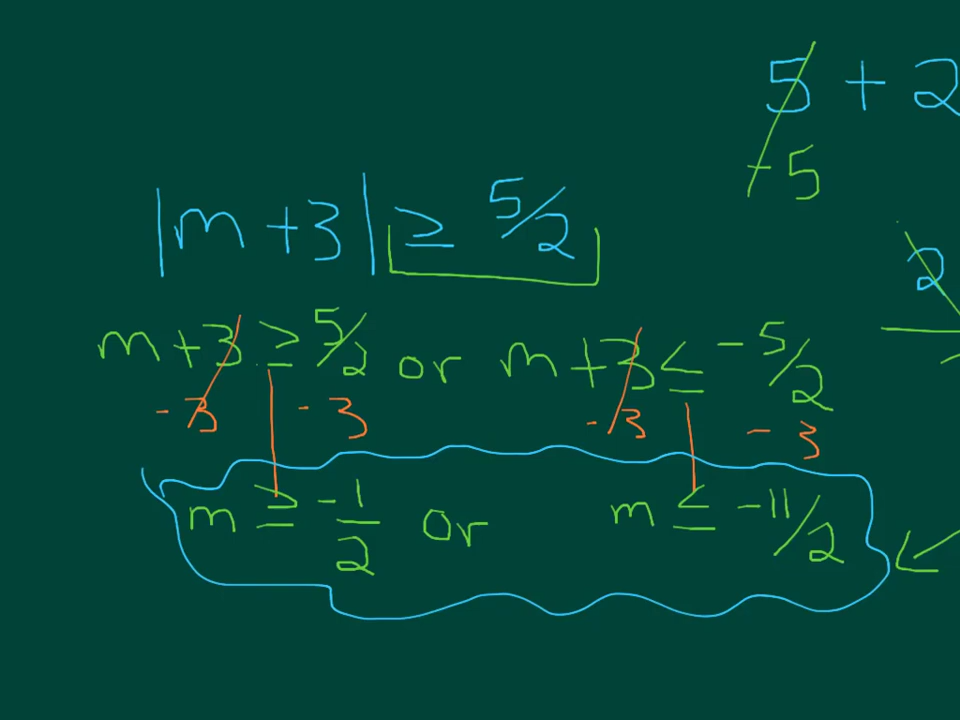 5 + 2
- 5
|m + 3| ≥ 5/2
2
m + 3 ≥ 5/2 or m + 3 ≤ - 5/2
- 3 - 3 - 3 - 3
m ≥ -1/2 or m ≤ -11/2